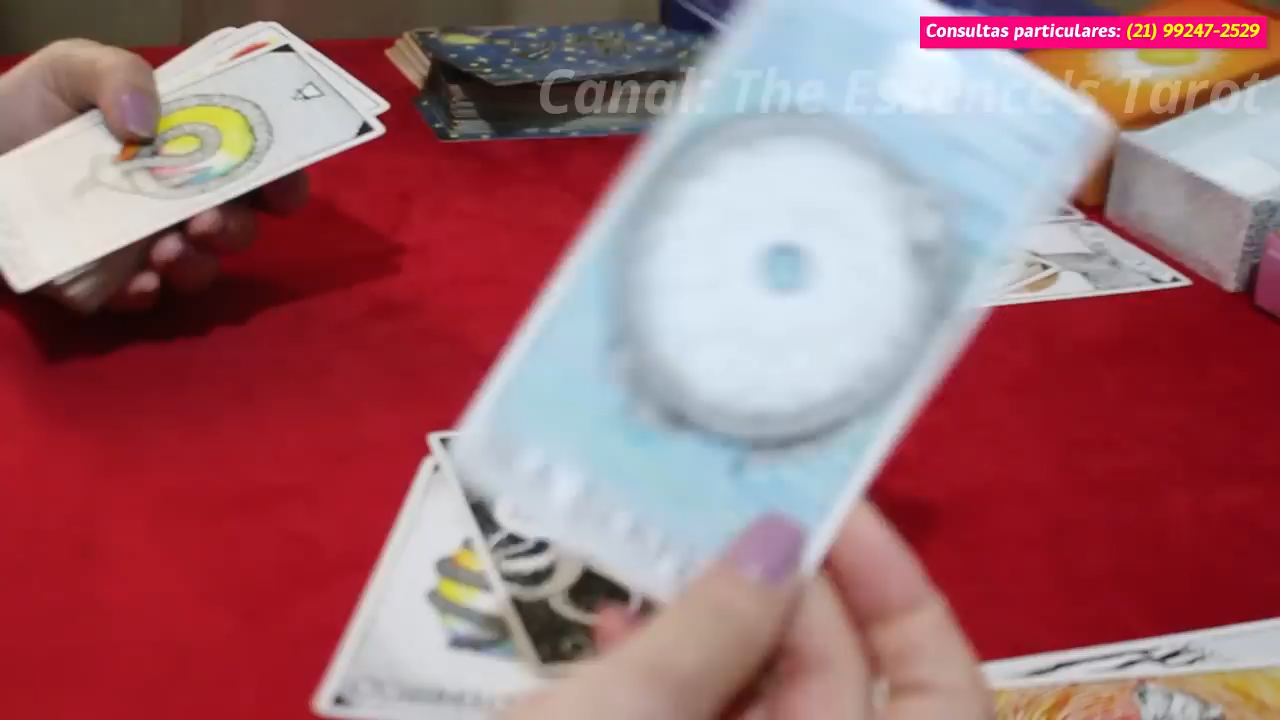 Consultas particulares: (21) 99247-2529
Canal: The Essence's Tarot